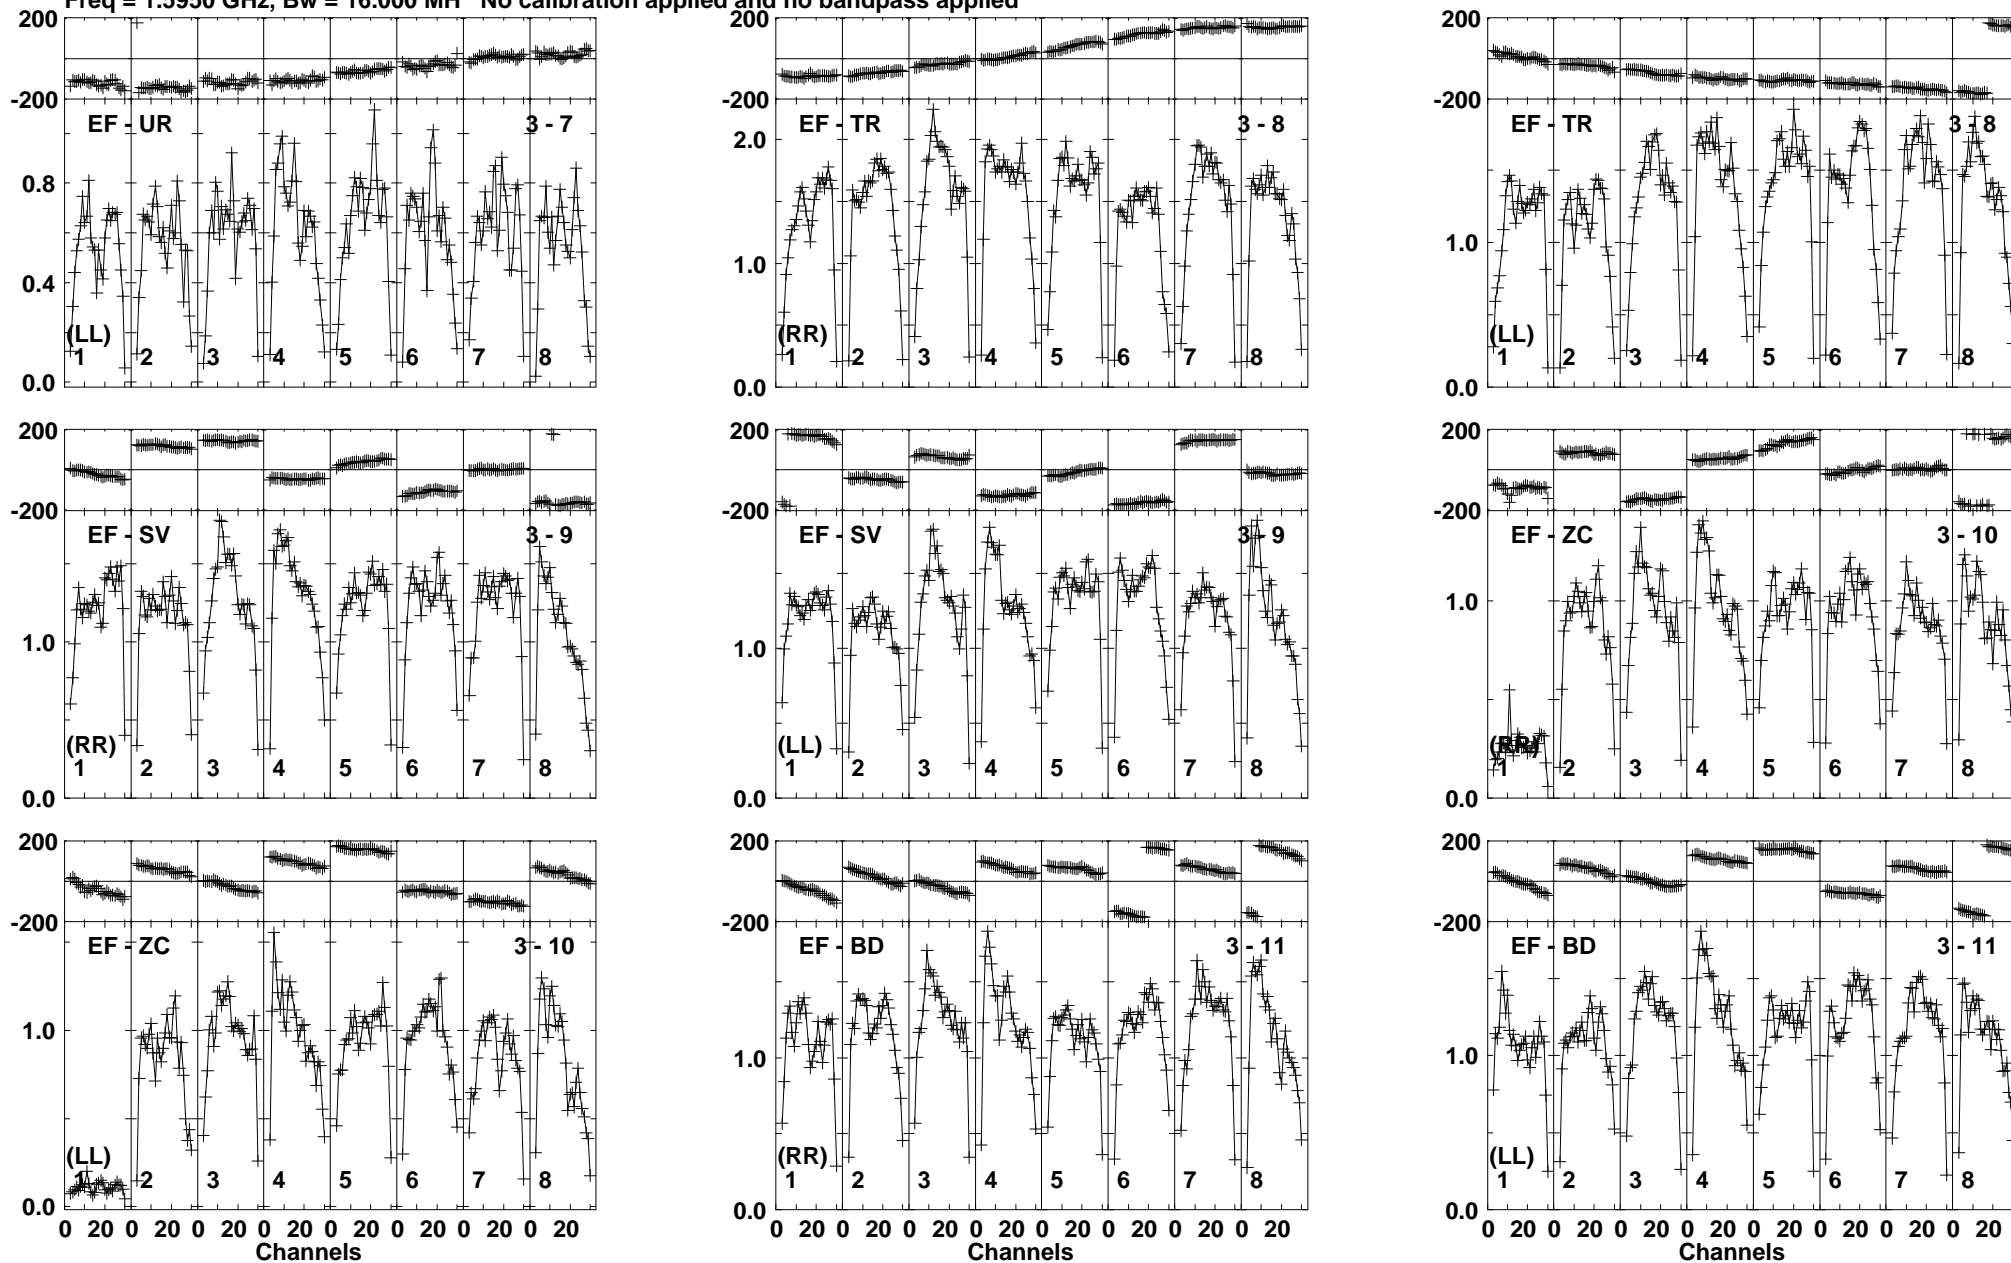 Freq = 1.5950 GHz, Bw = 16.000 MH No calibration applied and no bandpass applied
200 200 200
-200 -200 -200
EF - UR 3 - 7 EF - TR 3 - 8 EF - TR 3 - 8
2.0
0.8
1.0 1.0
0.4
(LL) (RR) (LL)
1 2 3 4 5 6 7 8 1 2 3 4 5 6 7 8 1 2 3 4 5 6 7 8
0.0 0.0 0.0
200 200 200
-200 -200 -200
EF - SV 3 - 9 EF - SV 3 - 9 EF - ZC 3 - 10
1.0 1.0 1.0
(RR) (LL) (RR)
1 2 3 4 5 6 7 8 1 2 3 4 5 6 7 8 1 2 3 4 5 6 7 8
0.0 0.0 0.0
200 200 200
-200 -200 -200
EF - ZC 3 - 10 EF - BD 3 - 11 EF - BD 3 - 11
1.0 1.0 1.0
(LL) (RR) (LL)
1 2 3 4 5 6 7 8 1 2 3 4 5 6 7 8 1 2 3 4 5 6 7 8
0.0 0.0 0.0
0 20 0 20 0 20 0 20 0 20 0 20 0 20 0 20 0 20 0 20 0 20 0 20 0 20 0 20 0 20 0 20 0 20 0 20 0 20 0 20 0 20 0 20 0 20 0 20
Channels Channels